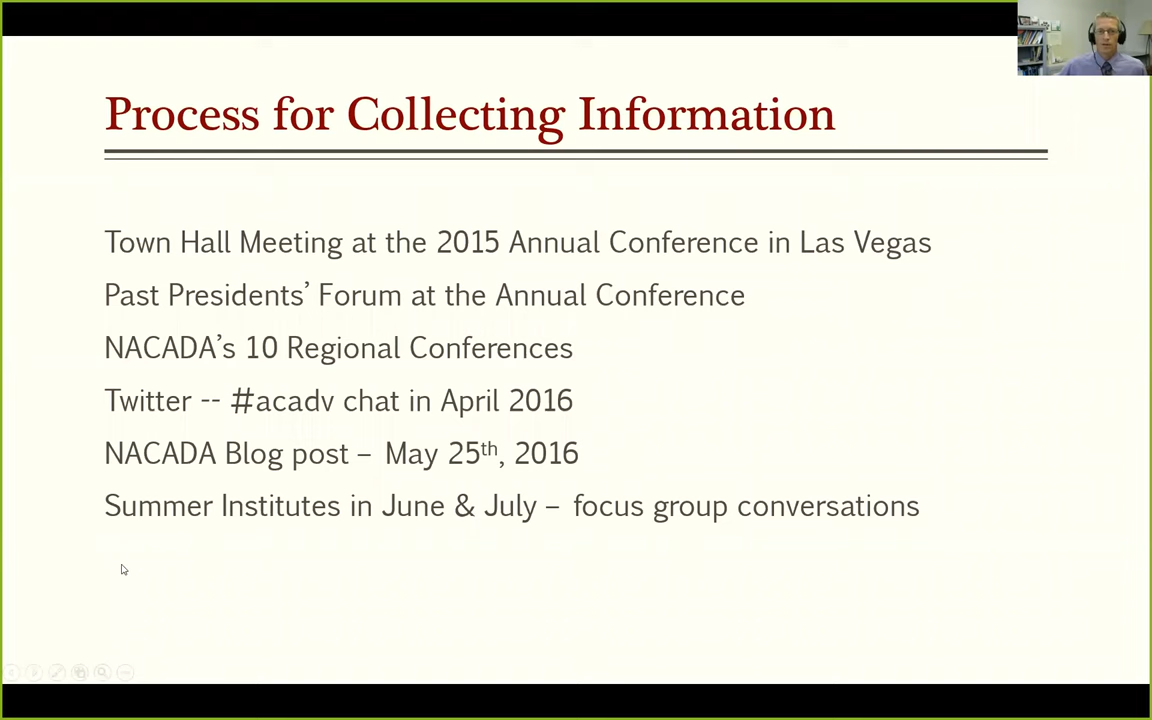 Process for Collecting Information
Town Hall Meeting at the 2015 Annual Conference in Las Vegas
Past Presidents’ Forum at the Annual Conference
NACADA’s 10 Regional Conferences
Twitter -- #acadv chat in April 2016
NACADA Blog post – May 25th, 2016
Summer Institutes in June & July – focus group conversations